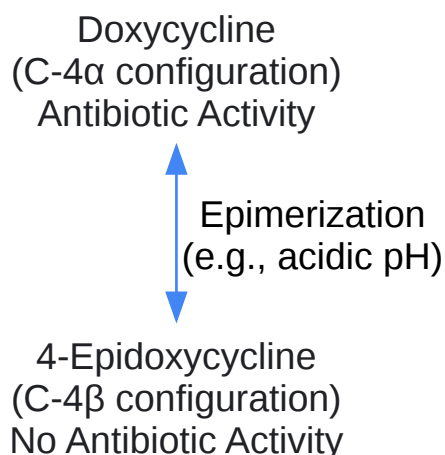 Doxycycline
(C-4α configuration)
Antibiotic Activity
Epimerization
(e.g., acidic pH)
4-Epidoxycycline
(C-4β configuration)
No Antibiotic Activity